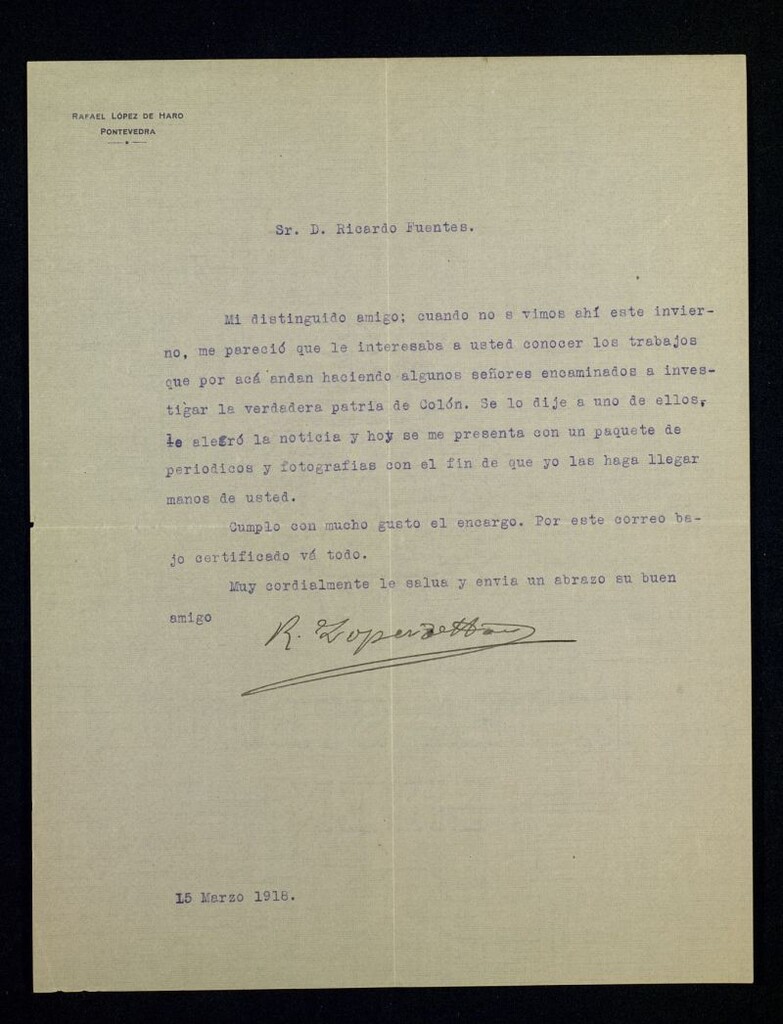 RAFAEL LÓPEZ DE HARO
PONTEVEDRA
Sr. D. Ricardo Fuentes.
Mi distinguido amigo; cuando no s vimos ahí este invier-
no, me pareció que le interesaba a usted conocer los trabajos
que por acá andan haciendo algunos señores encaminados a inves-
tigar la verdadera patria de Colón. Se lo dije a uno de ellos,
le alegró la noticia y hoy se me presenta con un paquete de
periodicos y fotografias con el fin de que yo las haga llegar
manos de usted.
Cumplo con mucho gusto el encargo. Por este correo ba-
jo certificado vá todo.
Muy cordialmente le salua y envia un abrazo su buen
amigo
R. Lopez de Haro
15 Marzo 1918.